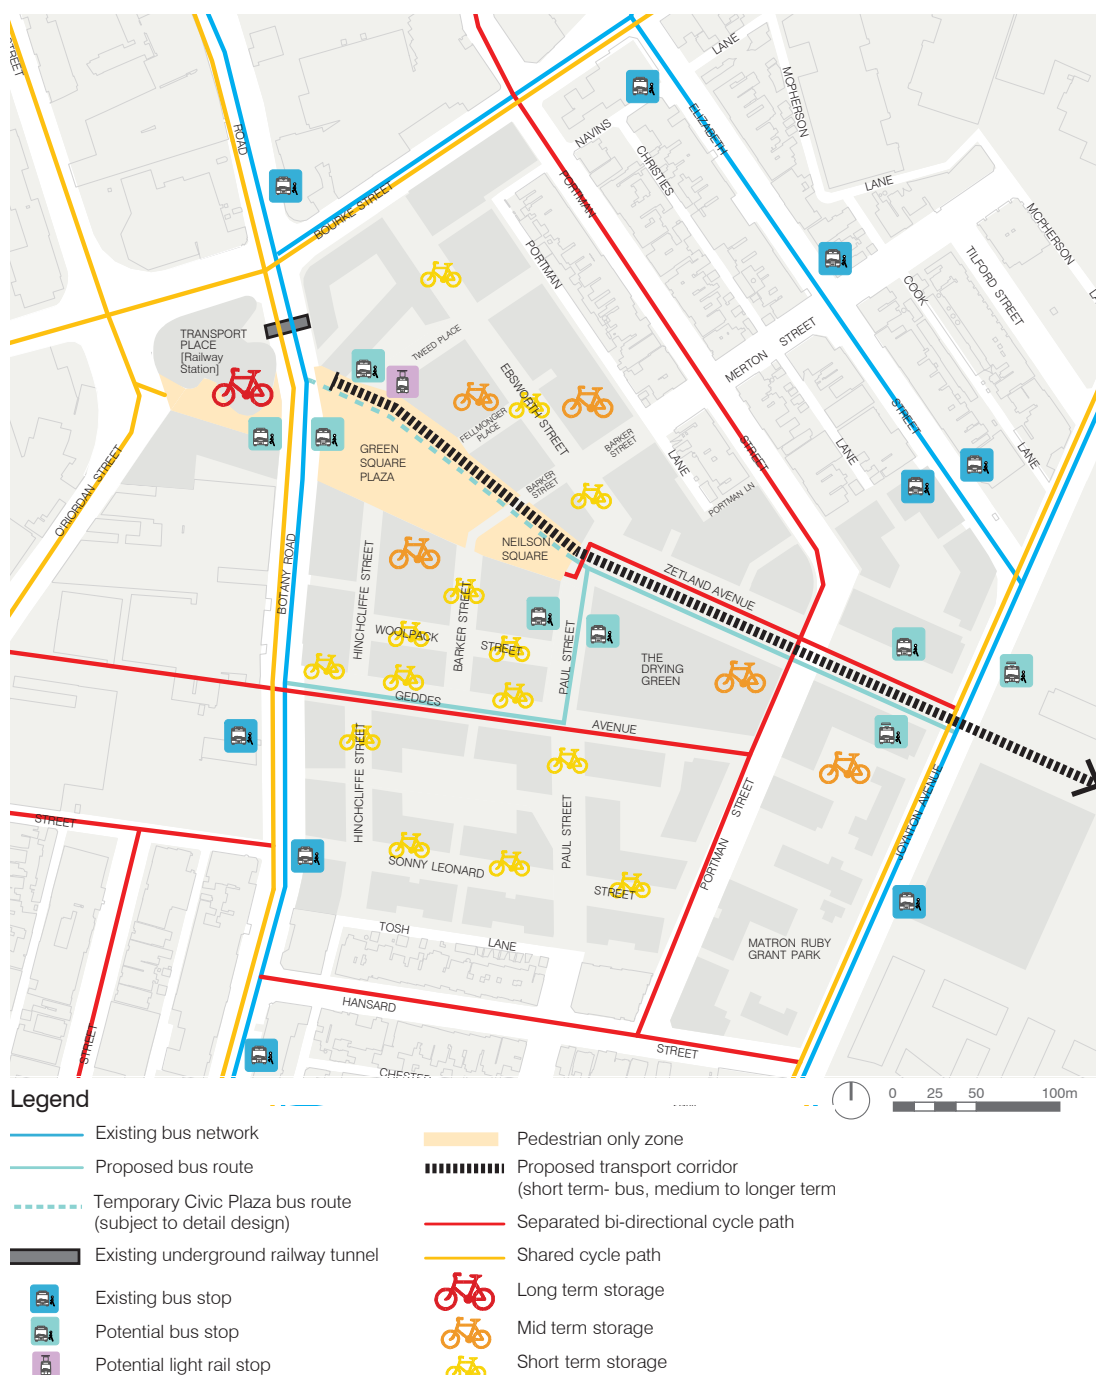 STREET
ROAD
BOURKE STREET
LANE
MCPHERSON
ELIZABETH
NAVINS
CHRISTIES
LANE
PORTMAN
MCPHERSON
TILFORD STREET
COOK
PORTMAN
TRANSPORT
PLACE
[Railway
Station]
TWEED PLACE
EBSWORTH STREET
MERTON STREET
STREET
FELLMONGER
PLACE
BARKER
STREET
LANE
STREET
LANE
LANE
GREEN
SQUARE
PLAZA
BARKER
STREET
PORTMAN LN
O'RIORDAN STREET
NEILSON
SQUARE
ZETLAND AVENUE
BOTANY ROAD
HINCHCLIFFE STREET
BARKER STREET
WOOLPACK
STREET
PAUL STREET
THE
DRYING
GREEN
GEDDES
AVENUE
HINCHCLIFFE STREET
PAUL STREET
STREET
PORTMAN
JOYNTON AVENUE
STREET
SONNY LEONARD
STREET
TOSH
LANE
MATRON RUBY
GRANT PARK
HANSARD
STREET
STREET
Legend
0 25 50 100m
Existing bus network
Proposed bus route
Temporary Civic Plaza bus route
(subject to detail design)
Existing underground railway tunnel
Existing bus stop
Potential bus stop
Potential light rail stop
Pedestrian only zone
Proposed transport corridor
(short term- bus, medium to longer term
Separated bi-directional cycle path
Shared cycle path
Long term storage
Mid term storage
Short term storage